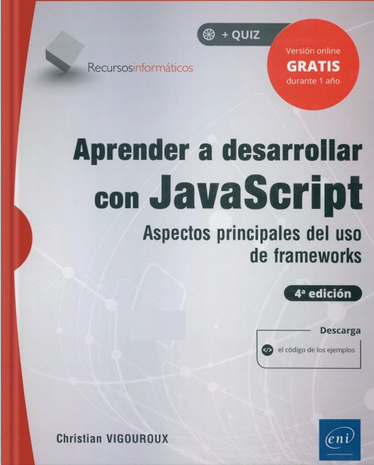 + QUIZ
Versión online
GRATIS
durante 1 año
Recursosinformáticos
Aprender a desarrollar
con JavaScript
Aspectos principales del uso
de frameworks
4ª edición
Descarga
</> el código de los ejemplos
Christian VIGOUROUX
eni